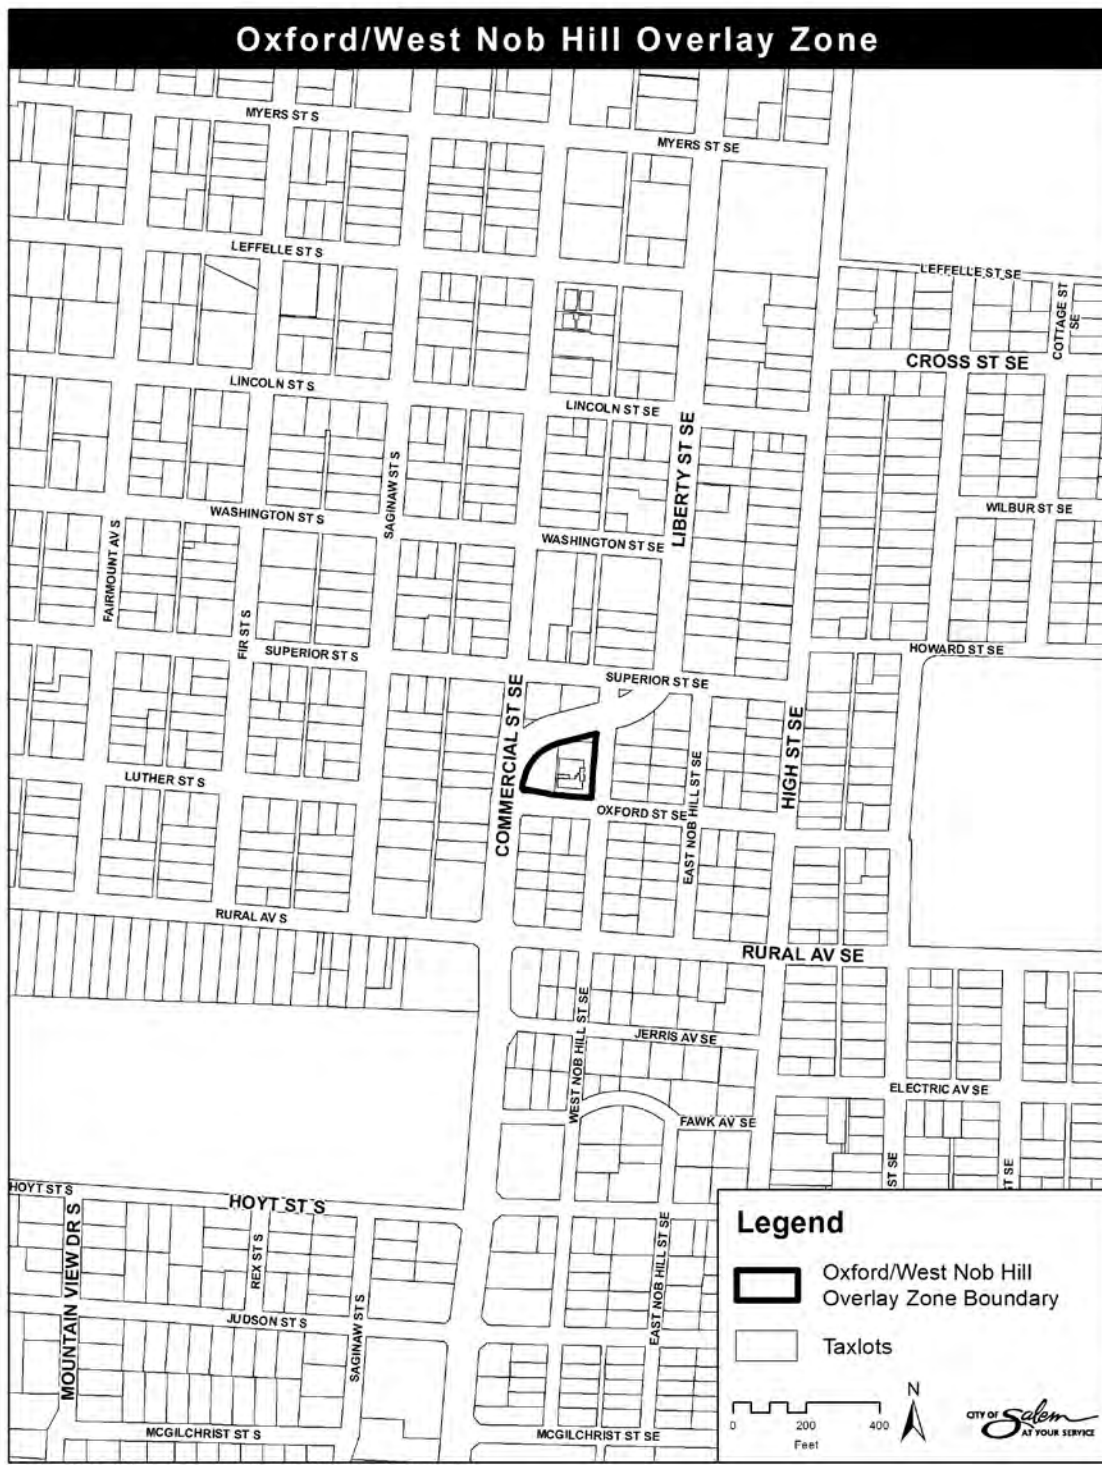 Oxford/West Nob Hill Overlay Zone
MYERS ST S
MYERS ST SE
LEFFELLE ST S
LEFFELLE ST SE
COTTAGE ST
SE
CROSS ST SE
LINCOLN ST S
LINCOLN ST SE
LIBERTY ST SE
SAGINAW ST S
WILBUR ST SE
WASHINGTON ST S
WASHINGTON ST SE
FAIRMOUNT AV S
FIR ST S
HOWARD ST SE
SUPERIOR ST S
SUPERIOR ST SE
COMMERCIAL ST SE
HIGH ST SE
EAST NOB HILL ST SE
LUTHER ST S
OXFORD ST SE
RURAL AV S
RURAL AV SE
WEST NOB HILL ST SE
JERRIS AV SE
ELECTRIC AV SE
FAWK AV SE
ST SE
ST SE
HOYT ST S
HOYT ST S
MOUNTAIN VIEW DR S
REX ST S
EAST NOB HILL ST SE
JUDSON ST S
SAGINAW ST S
MCGILCHRIST ST S
MCGILCHRIST ST SE
Legend
Oxford/West Nob Hill
Overlay Zone Boundary
Taxlots
0 200 400
Feet
N
CITY OF Salem
AT YOUR SERVICE